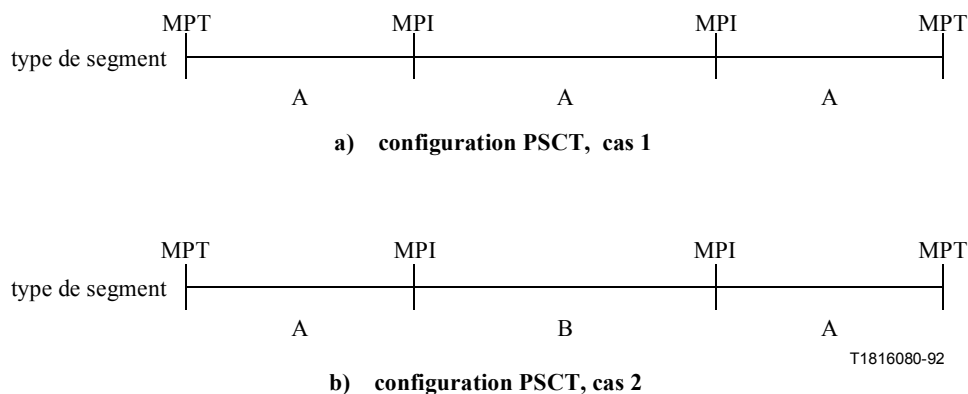 MPT MPI MPI MPT
type de segment
A A A
a) configuration PSCT, cas 1
MPT MPI MPI MPT
type de segment
A B A
T1816080-92
b) configuration PSCT, cas 2